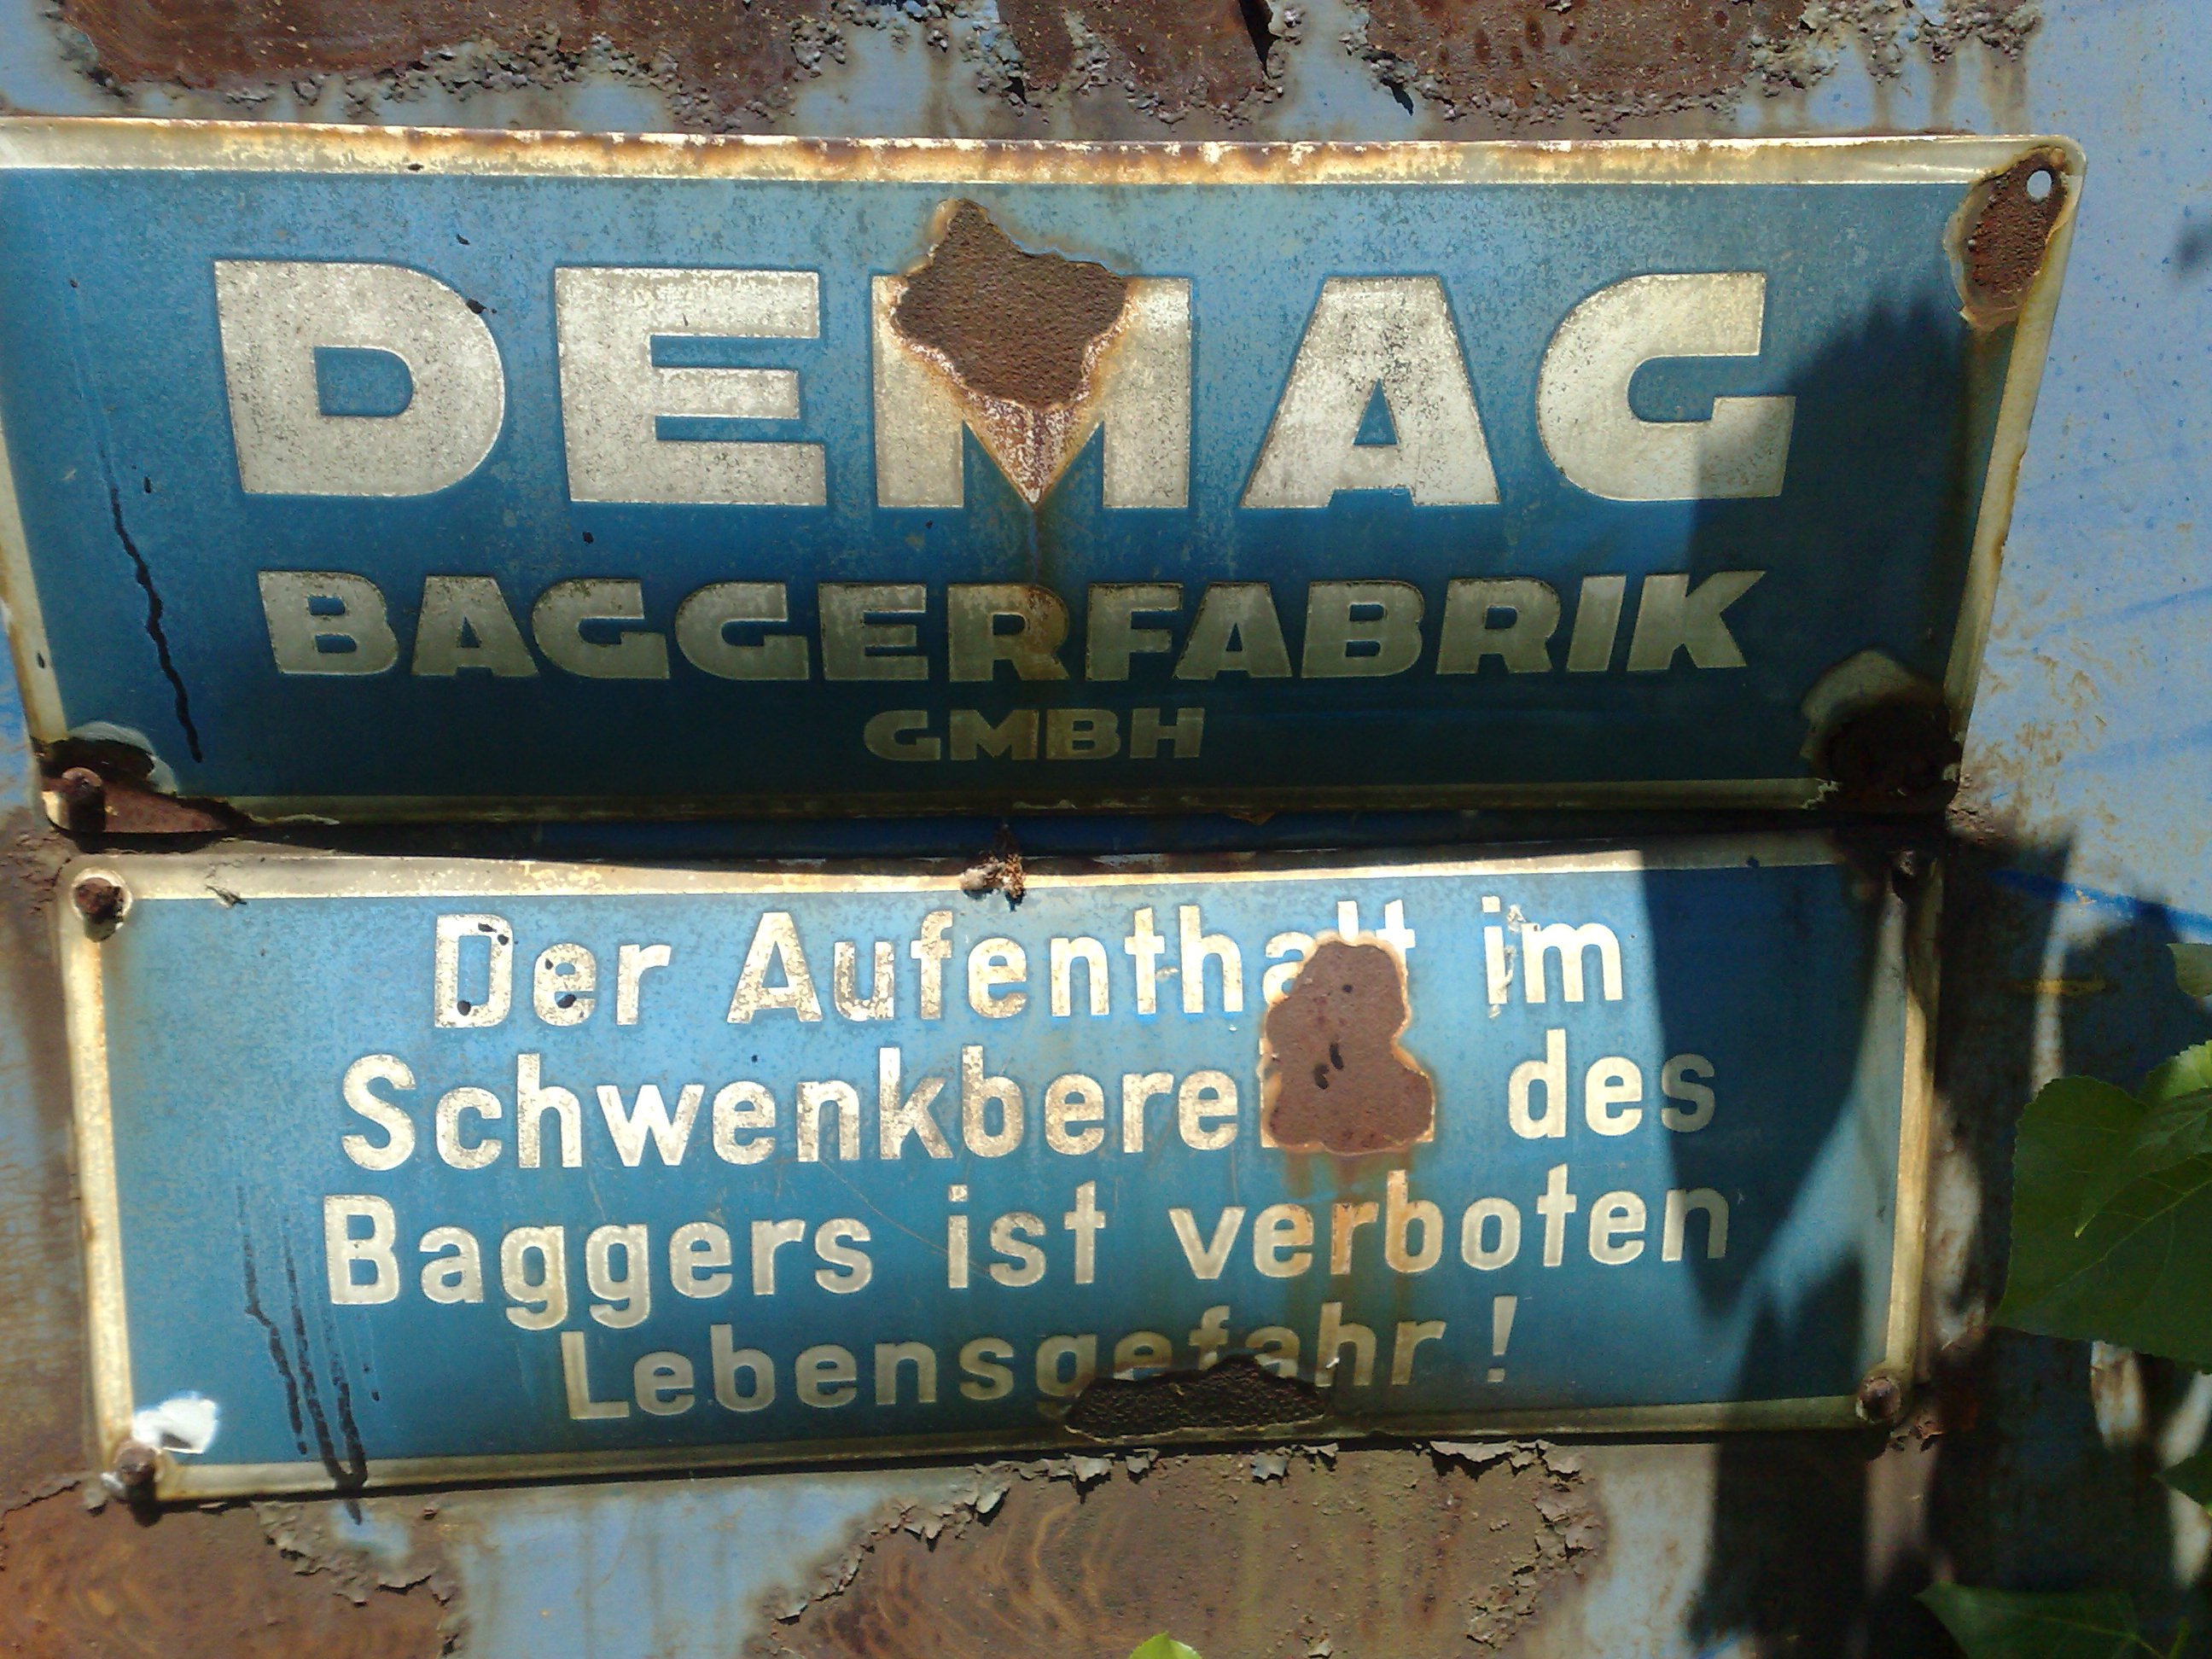 DEMAG
BAGGERFABRIK
GMBH
Der Aufenthalt im
des
Baggers ist verboten
Lebensgefahr !